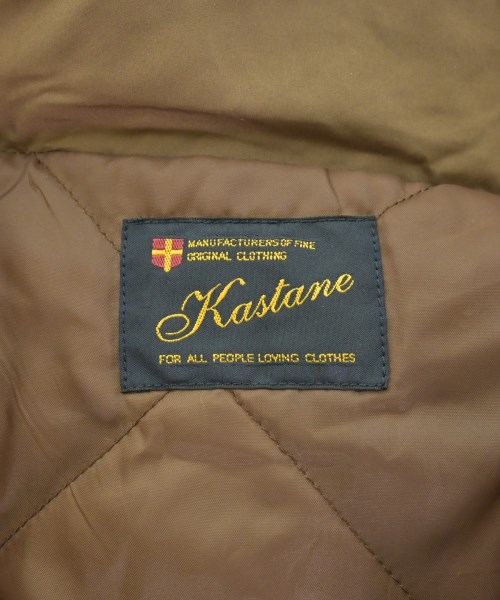 MANUFACTURERS OF FINE
ORIGINAL CLOTHING
Kastane
FOR ALL PEOPLE LOVING CLOTHES